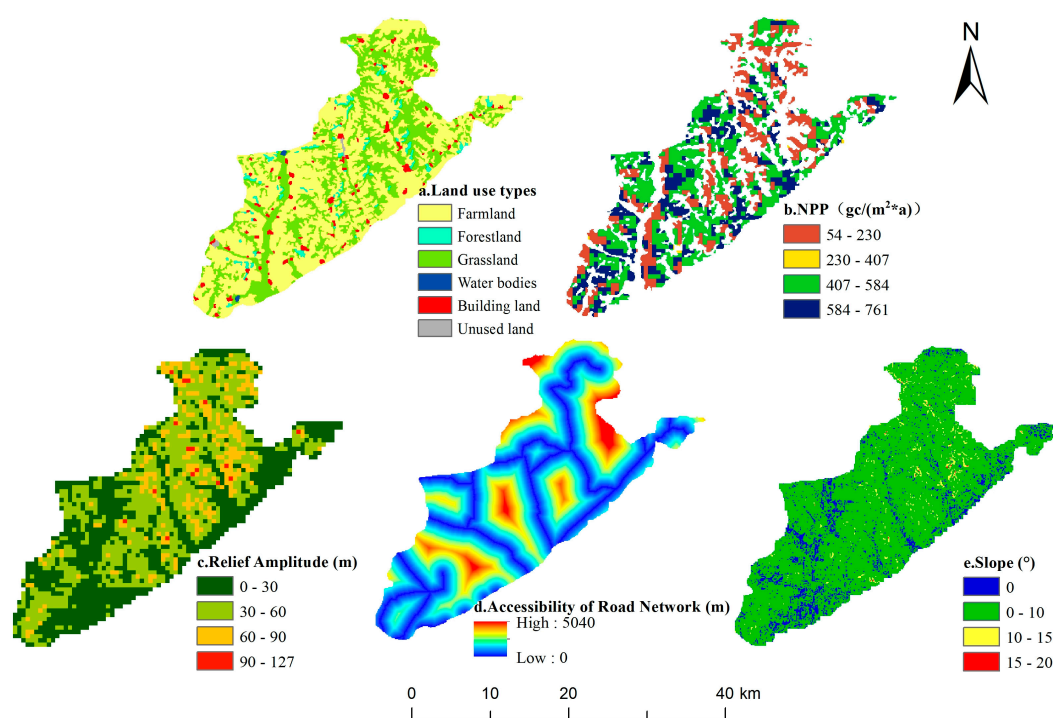 N
a.Land use types
Farmland
Forestland
Grassland
Water bodies
Building land
Unused land
b.NPP（gc/(m²*a)）
54 - 230
230 - 407
407 - 584
584 - 761
c.Relief Amplitude (m)
0 - 30
30 - 60
60 - 90
90 - 127
d.Accessibility of Road Network (m)
High : 5040
Low : 0
e.Slope (°)
0
0 - 10
10 - 15
15 - 20
0 10 20 40 km